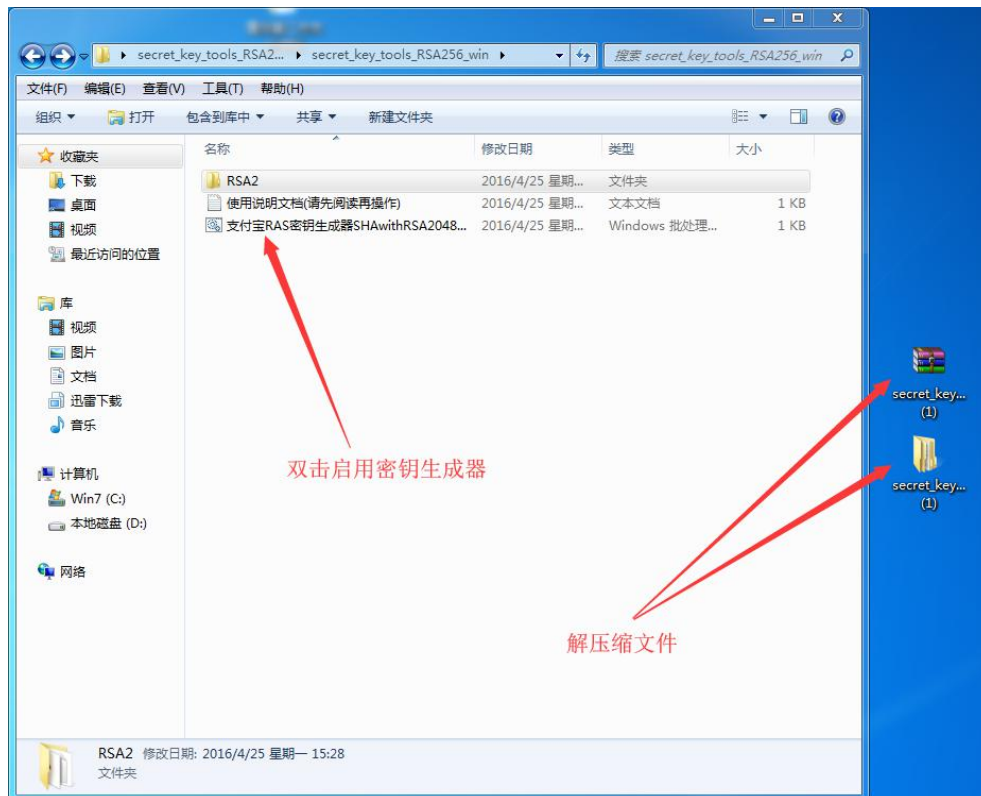 secret_key_tools_RSA2... secret_key_tools_RSA256_win 搜索 secret_key_tools_RSA256_win
文件(F) 编辑(E) 查看(V) 工具(T) 帮助(H)
组织 打开 包含到库中 共享 新建文件夹
收藏夹
下载
桌面
视频
最近访问的位置
库
视频
图片
文档
迅雷下载
音乐
计算机
Win7 (C:)
本地磁盘 (D:)
网络
名称 修改日期 类型 大小
RSA2 2016/4/25 星期... 文件夹
使用说明文档(请先阅读再操作) 2016/4/25 星期... 文本文档 1 KB
支付宝RAS密钥生成器SHAwithRSA2048... 2016/4/25 星期... Windows 批处理... 1 KB
双击启用密钥生成器
解压缩文件
secret_key...
(1)
secret_key...
(1)
RSA2 修改日期: 2016/4/25 星期一 15:28
文件夹